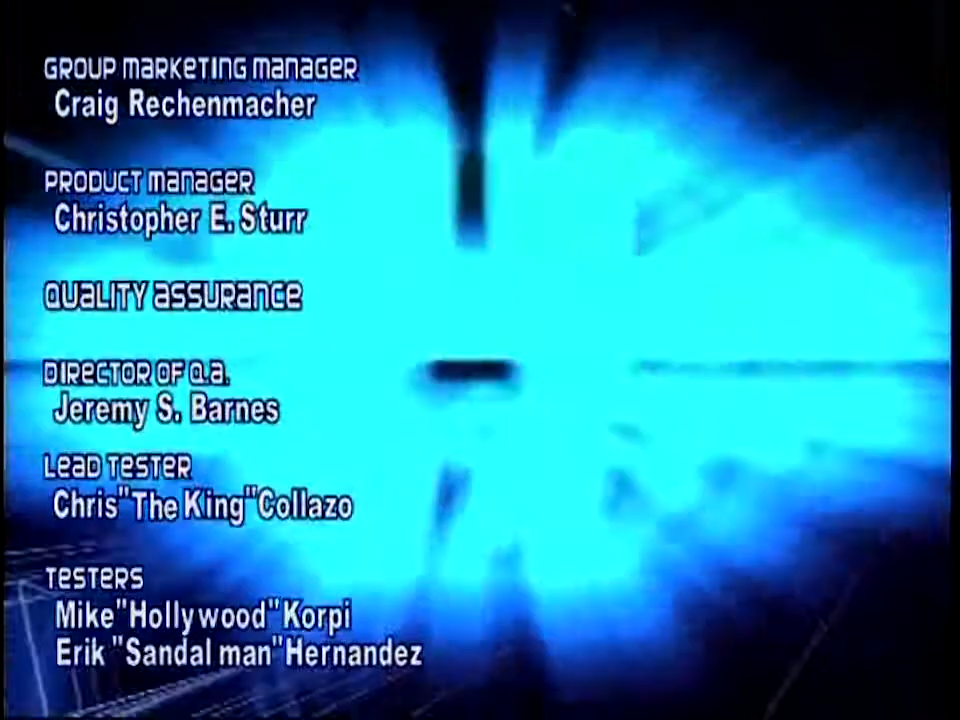 GROUP MARKETING MANAGER
Craig Rechenmacher
PRODUCT MANAGER
Christopher E. Sturr
QUALITY ASSURANCE
DIRECTOR OF Q.A.
Jeremy S. Barnes
LEAD TESTER
Chris"The King"Collazo
TESTERS
Mike"Hollywood"Korpi
Erik "Sandal man"Hernandez